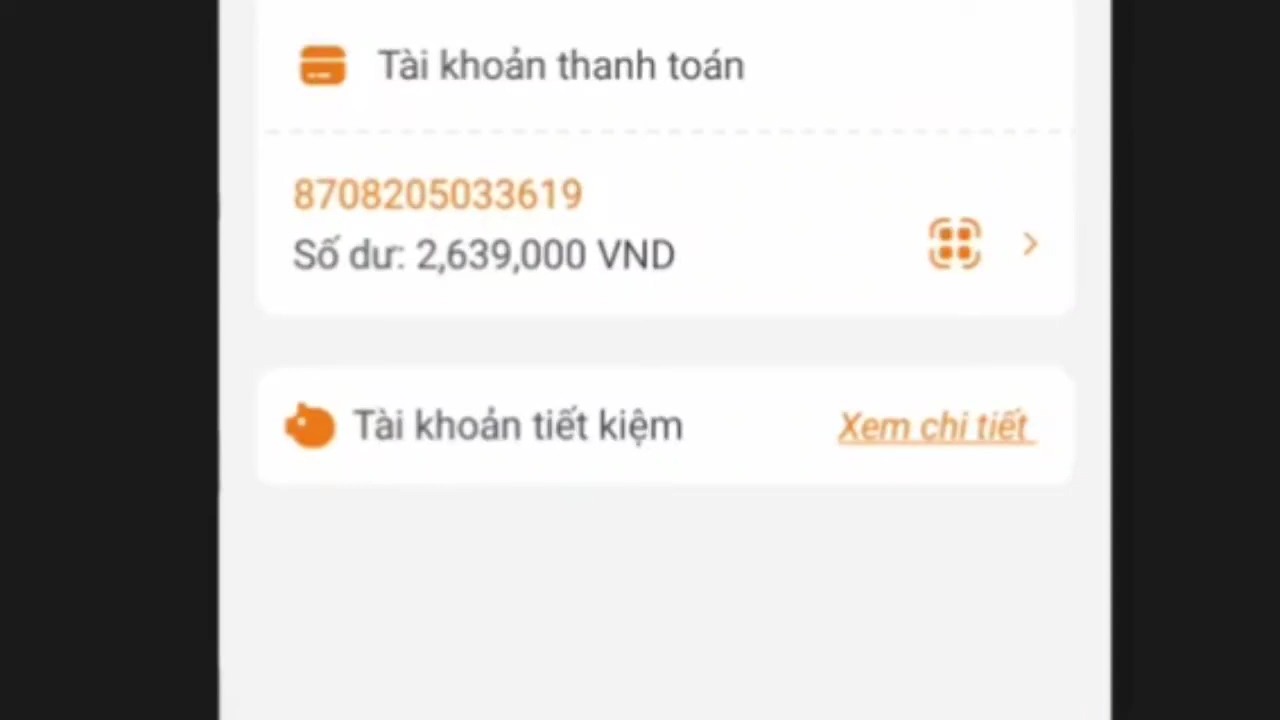 Tài khoản thanh toán
8708205033619
Số dư: 2,639,000 VND
Tài khoản tiết kiệm
Xem chi tiết